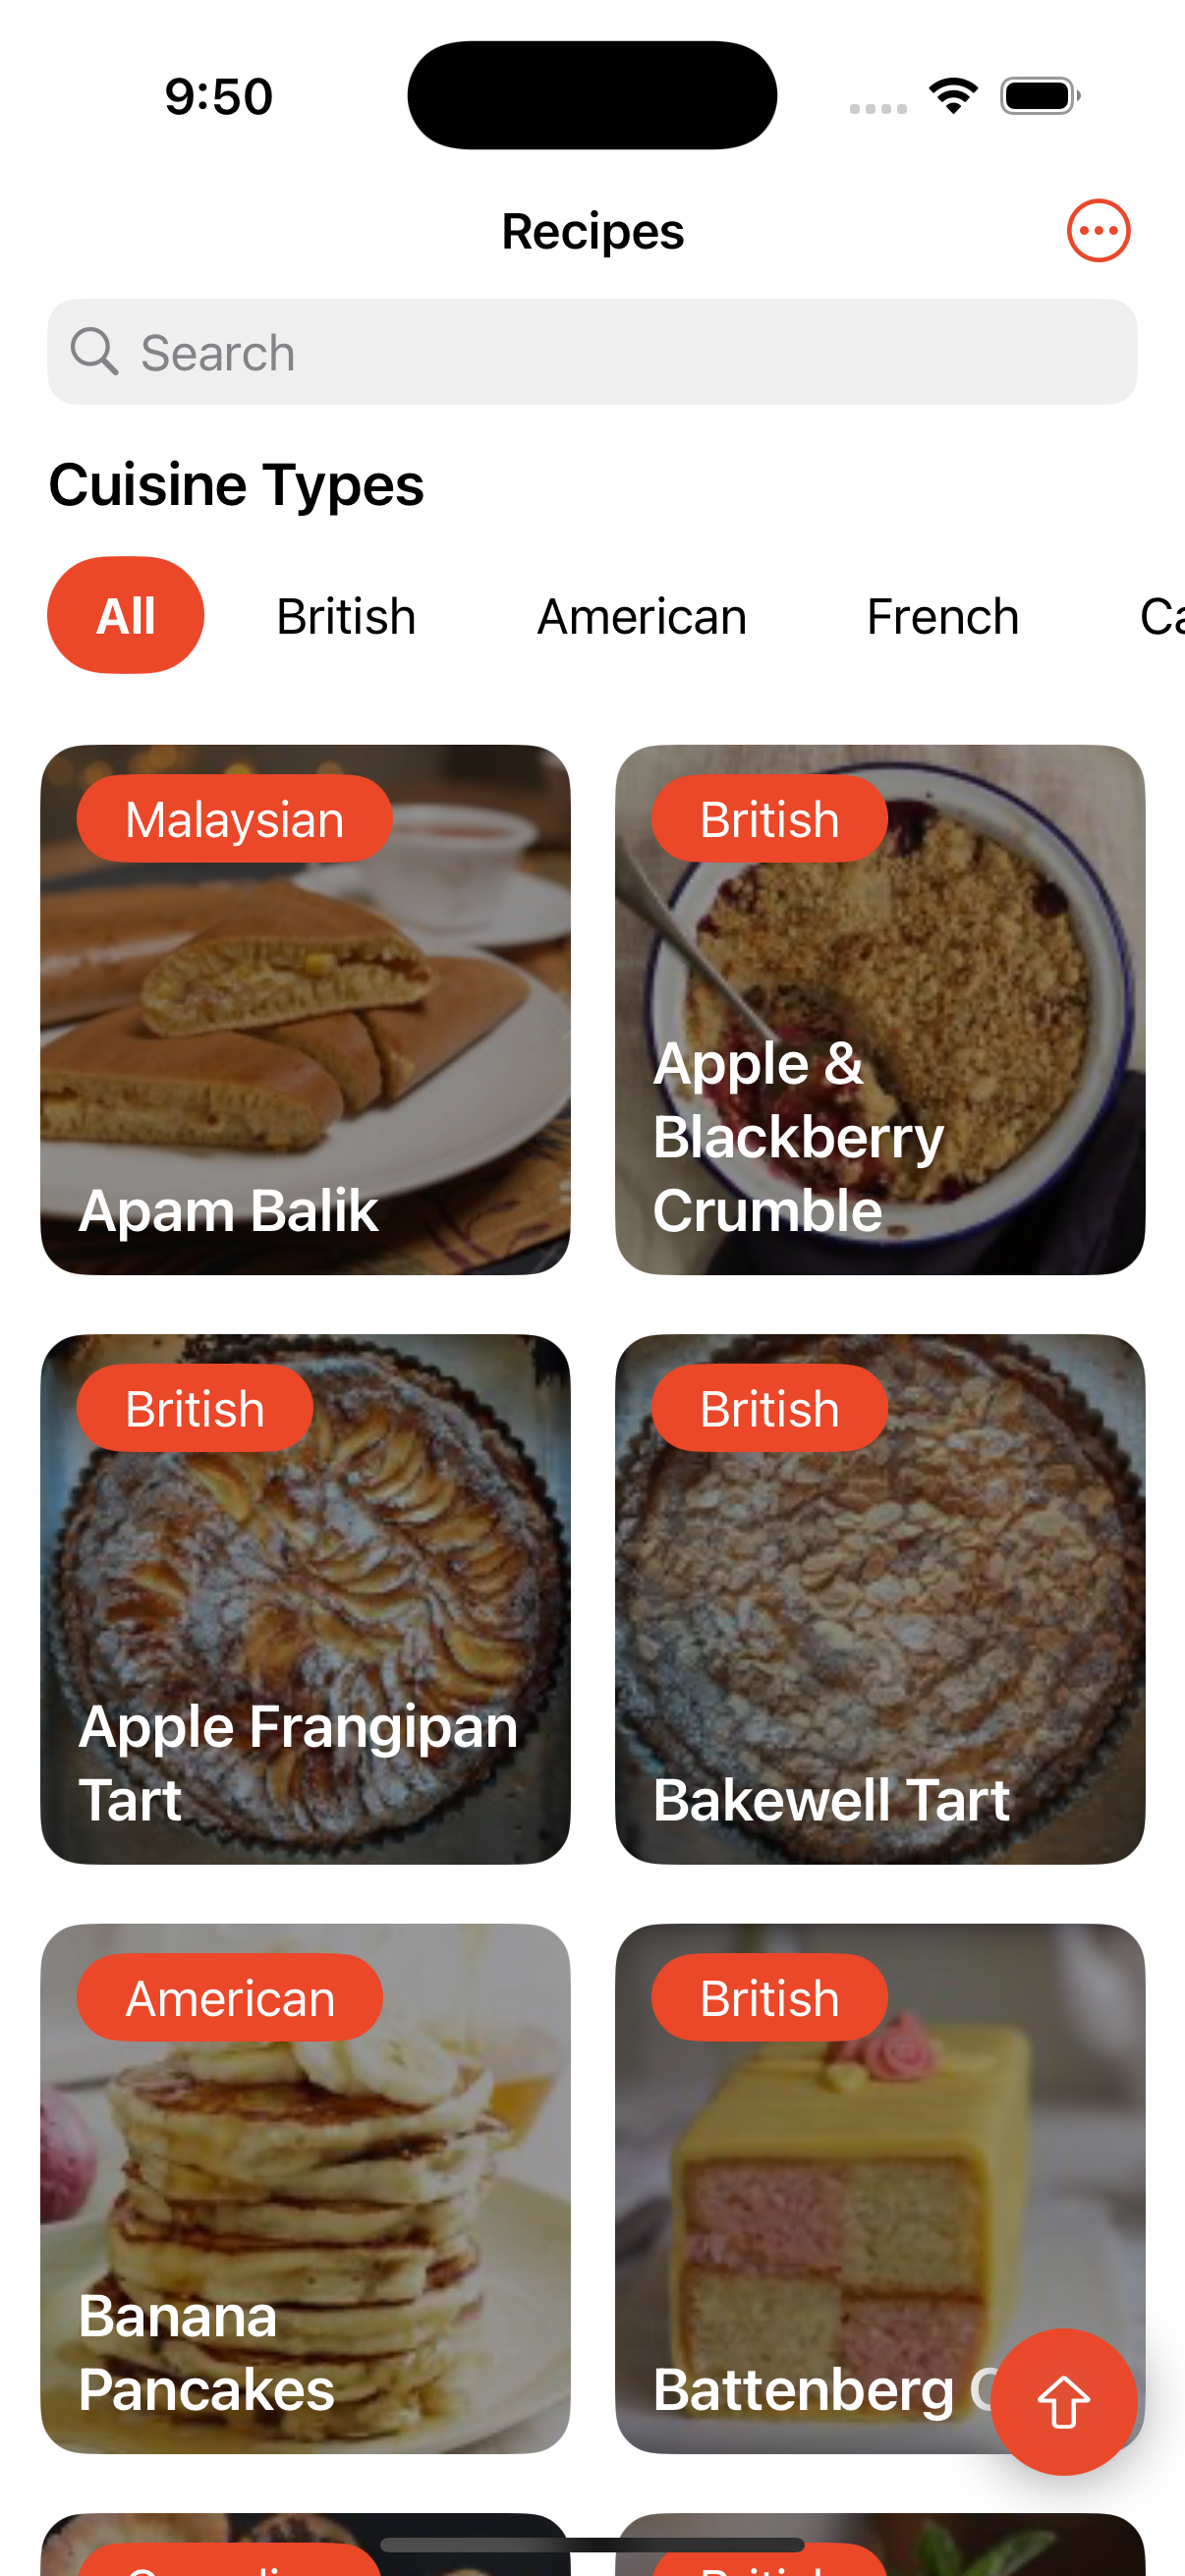 9:50
Recipes
Search
Cuisine Types
All British American French
Malaysian
Apam Balik
British
Apple &
Blackberry
Crumble
British
Apple Frangipan
Tart
British
Bakewell Tart
American
Banana
Pancakes
British
Battenberg